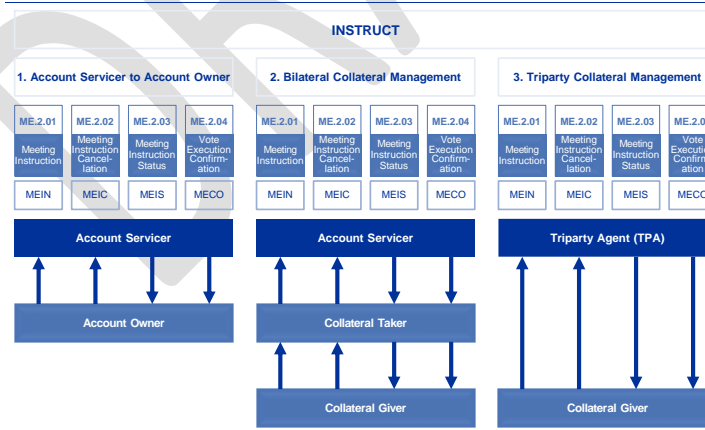 INSTRUCT
1. Account Servicer to Account Owner
2. Bilateral Collateral Management
3. Triparty Collateral Management
ME.2.01
ME.2.02
ME.2.03
ME.2.04
ME.2.01
ME.2.02
ME.2.03
ME.2.04
ME.2.01
ME.2.02
ME.2.03
Meeting
Instruction
Meeting
Instruction
Cancel-
lation
Meeting
Instruction
Status
Vote
Execution
Confirm-
ation
Meeting
Instruction
Meeting
Instruction
Cancel-
lation
Meeting
Instruction
Status
Vote
Execution
Confirm-
ation
Meeting
Instruction
Meeting
Instruction
Cancel-
lation
Meeting
Instruction
Status
Vote
ation
MEIN
MEIC
MEIS
MECO
MEIN
MEIC
MEIS
MECO
MEIN
MEIC
MEIS
Account Servicer
Account Servicer
Triparty Agent (TPA)
Account Owner
Collateral Taker
Collateral Giver
Collateral Giver